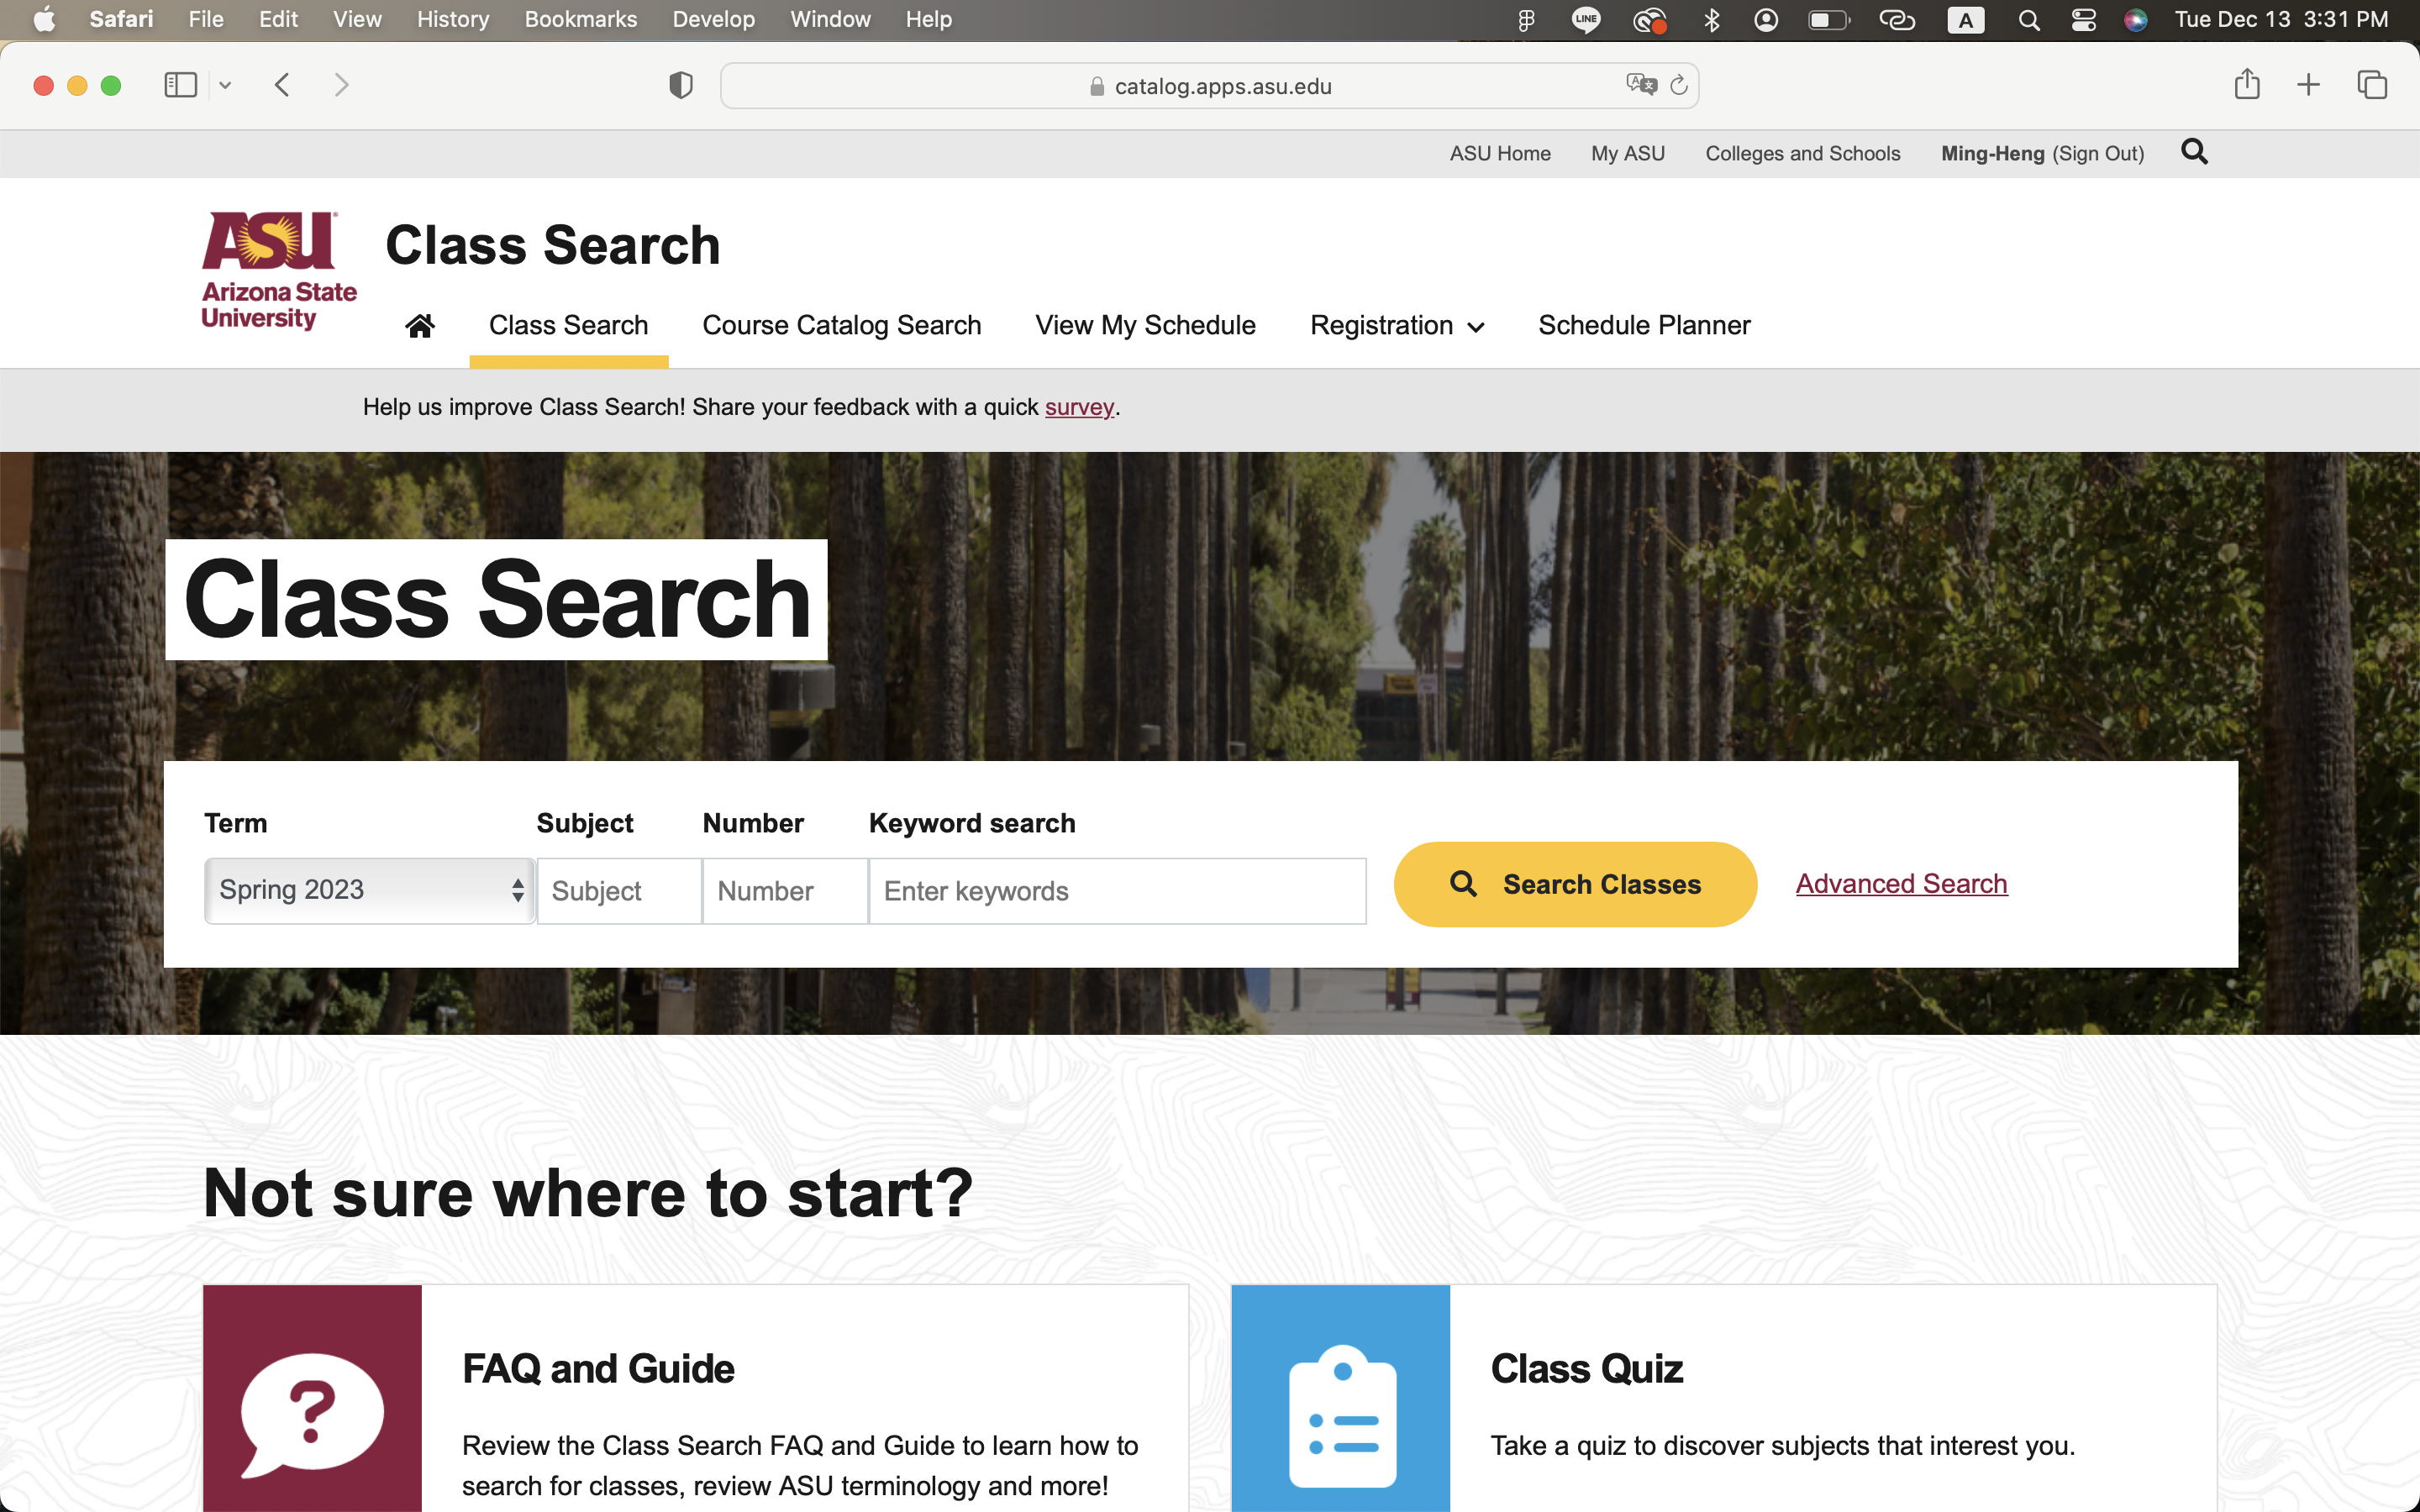 Safari File Edit View History Bookmarks Develop Window Help LINE A Tue Dec 13 3:31 PM
catalog.apps.asu.edu
ASU Home My ASU Colleges and Schools Ming-Heng (Sign Out)
ASU
Arizona State
University
Class Search
Class Search Course Catalog Search View My Schedule Registration Schedule Planner
Help us improve Class Search! Share your feedback with a quick survey.
Class Search
Term Subject Number Keyword search
Spring 2023 Subject Number Enter keywords Search Classes Advanced Search
Not sure where to start?
FAQ and Guide
Review the Class Search FAQ and Guide to learn how to
search for classes, review ASU terminology and more!
Class Quiz
Take a quiz to discover subjects that interest you.